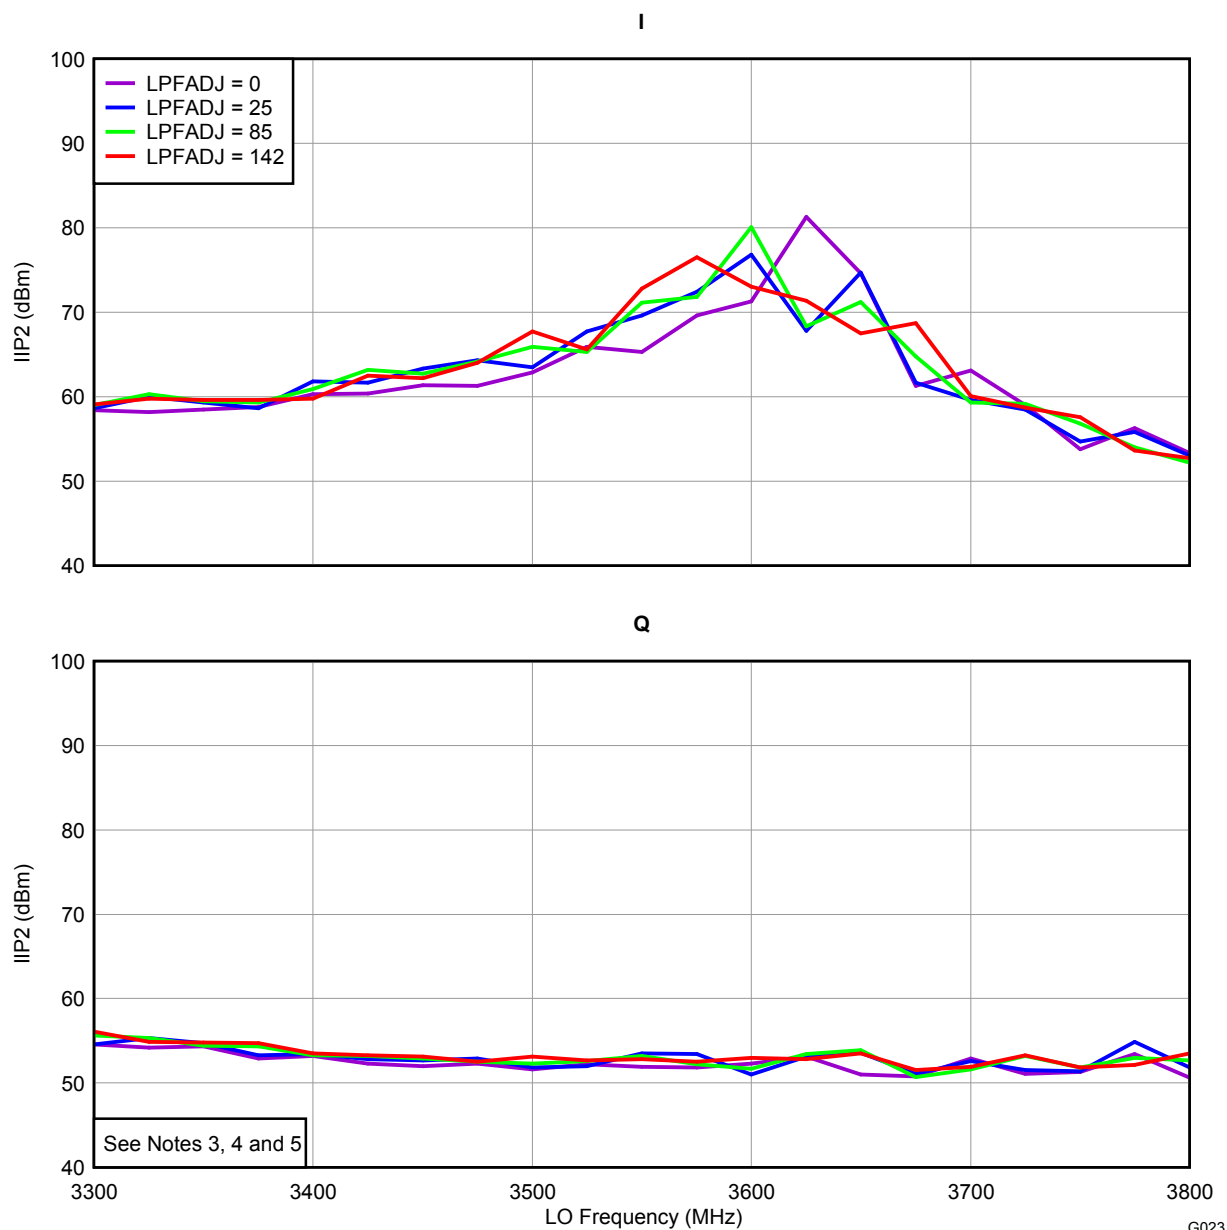 I
100
90
80
70
60
50
40
IIP2 (dBm)
LPFADJ = 0
LPFADJ = 25
LPFADJ = 85
LPFADJ = 142
Q
100
90
80
70
60
50
40
IIP2 (dBm)
See Notes 3, 4 and 5
3300 3400 3500 3600 3700 3800
LO Frequency (MHz)
G023